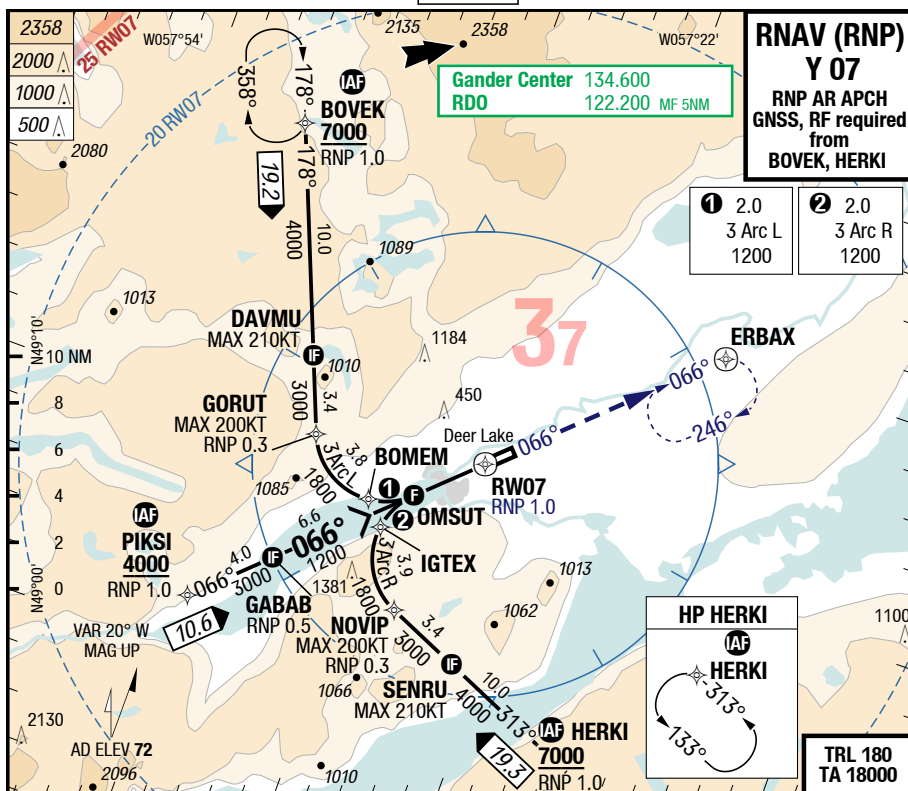 2358
2000
1000
500
25 RW07
20 RW07
W057°54'
W057°22'
2135
2358
2080
358°
178°
IAF
BOVEK
7000
RNP 1.0
178°
19.2
4000
10.0
Gander Center 134.600
RDO 122.200 MF 5NM
RNAV (RNP)
Y 07
RNP AR APCH
GNSS, RF required
from
BOVEK, HERKI
1 2.0
3 Arc L
1200
2 2.0
3 Arc R
1200
1089
1013
N49°10'
10 NM
8
6
4
2
0
N49°00'
DAVMU
MAX 210KT
IF
1010
3000
3.4
GORUT
MAX 200KT
RNP 0.3
3 Arc L
3.8
1800
1085
1184
450
37
ERBAX
066°
246°
Deer Lake
066°
BOMEM
1
F
2
OMSUT
RW07
RNP 1.0
IAF
PIKSI
4000
RNP 1.0
066°
4.0
3000
IF
6.6
066°
1200
10.6
GABAB
RNP 0.5
1381
IGTEX
3 Arc R
3.9
1800
NOVIP
MAX 200KT
RNP 0.3
3.4
3000
1013
1062
1066
IF
SENRU
MAX 210KT
10.0
4000
313°
19.3
IAF
HERKI
7000
RNP 1.0
VAR 20° W
MAG UP
AD ELEV 72
2130
2096
1010
1100
HP HERKI
IAF
HERKI
313°
133°
TRL 180
TA 18000